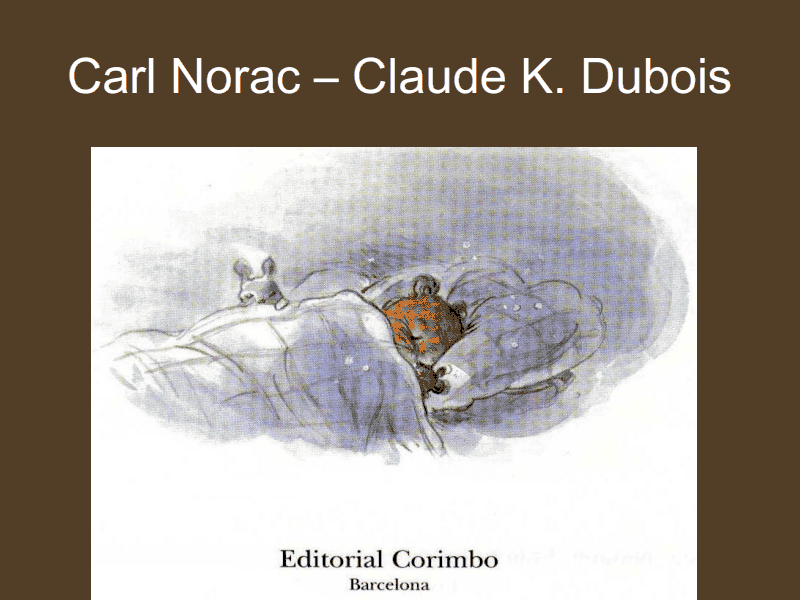 Carl Norac – Claude K. Dubois
Editorial Corimbo
Barcelona